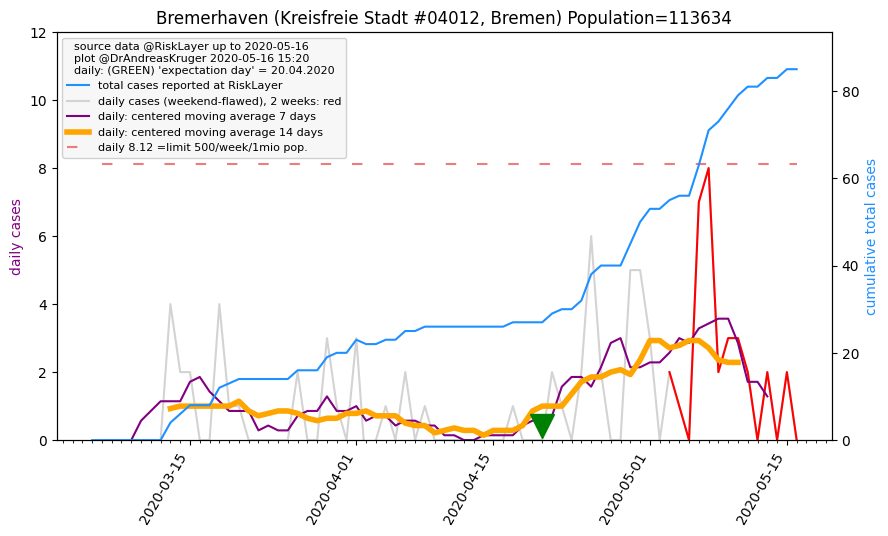 Bremerhaven (Kreisfreie Stadt #04012, Bremen) Population=113634
source data @RiskLayer up to 2020-05-16
plot @DrAndreasKruger 2020-05-16 15:20
daily: (GREEN) 'expectation day' = 20.04.2020
total cases reported at RiskLayer
daily cases (weekend-flawed), 2 weeks: red
daily: centered moving average 7 days
daily: centered moving average 14 days
daily 8.12 =limit 500/week/1mio pop.
daily cases
12
10
8
6
4
2
0
cumulative total cases
80
60
40
20
0
2020-03-15
2020-04-01
2020-04-15
2020-05-01
2020-05-15